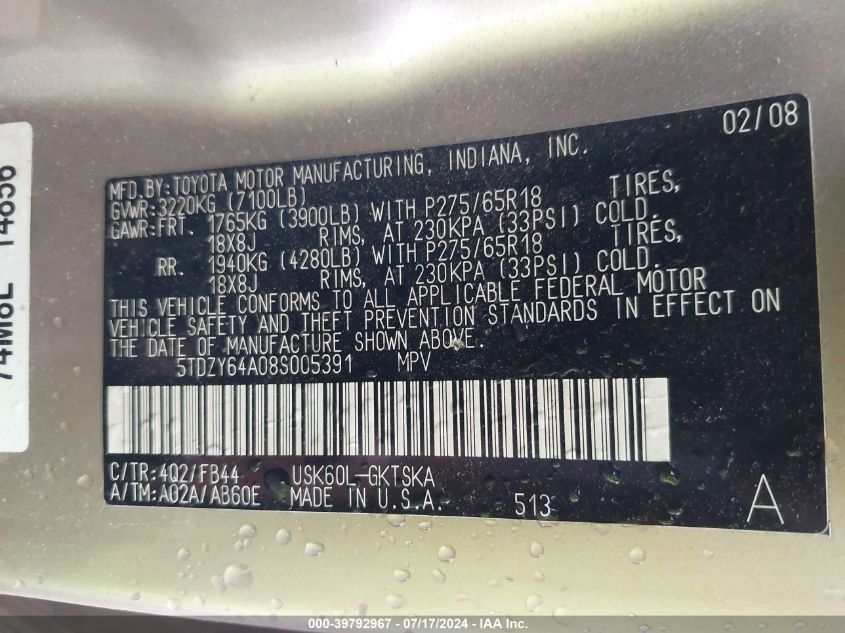 02/08
MFD.BY:TOYOTA MOTOR MANUFACTURING, INDIANA, INC.
GVWR:3220KG (7100LB)
GAWR:FRT. 1765KG (3900LB) WITH P275/65R18 TIRES,
18X8J RIMS, AT 230KPA (33PSI) COLD.
RR. 1940KG (4280LB) WITH P275/65R18 TIRES,
18X8J RIMS, AT 230KPA (33PSI) COLD.
THIS VEHICLE CONFORMS TO ALL APPLICABLE FEDERAL MOTOR
VEHICLE SAFETY AND THEFT PREVENTION STANDARDS IN EFFECT ON
THE DATE OF MANUFACTURE SHOWN ABOVE.
5TDZY64A08S005391 MPV
C/TR:4Q2/FB44 USK60L-GKTSKA
A/TM:A02A/AB60E MADE IN U.S.A. 513 A
000-39792967 - 07/17/2024 - IAA Inc.